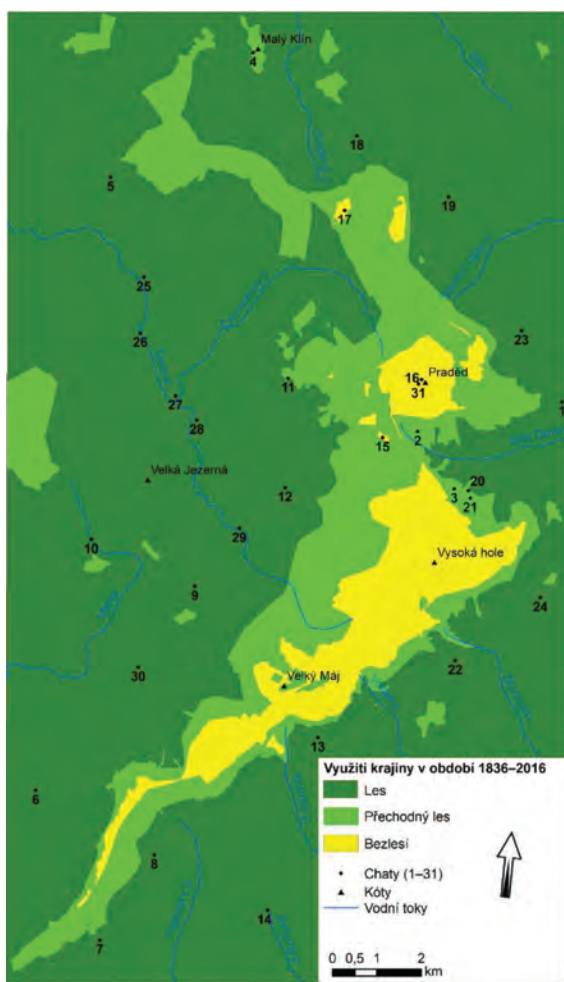 Malý Klín
4
18
5
19
17
25
26
23
16
Praděd
31
11
27
28
15
2
1
Velká Jezerná
12
3
20
21
29
10
Vysoká hole
9
24
30
22
Velký Máj
13
6
8
14
7
Využití krajiny v období 1836–2016
Les
Přechodný les
Bezlesí
Chaty (1–31)
Kóty
Vodní toky
0 0,5 1 2
km